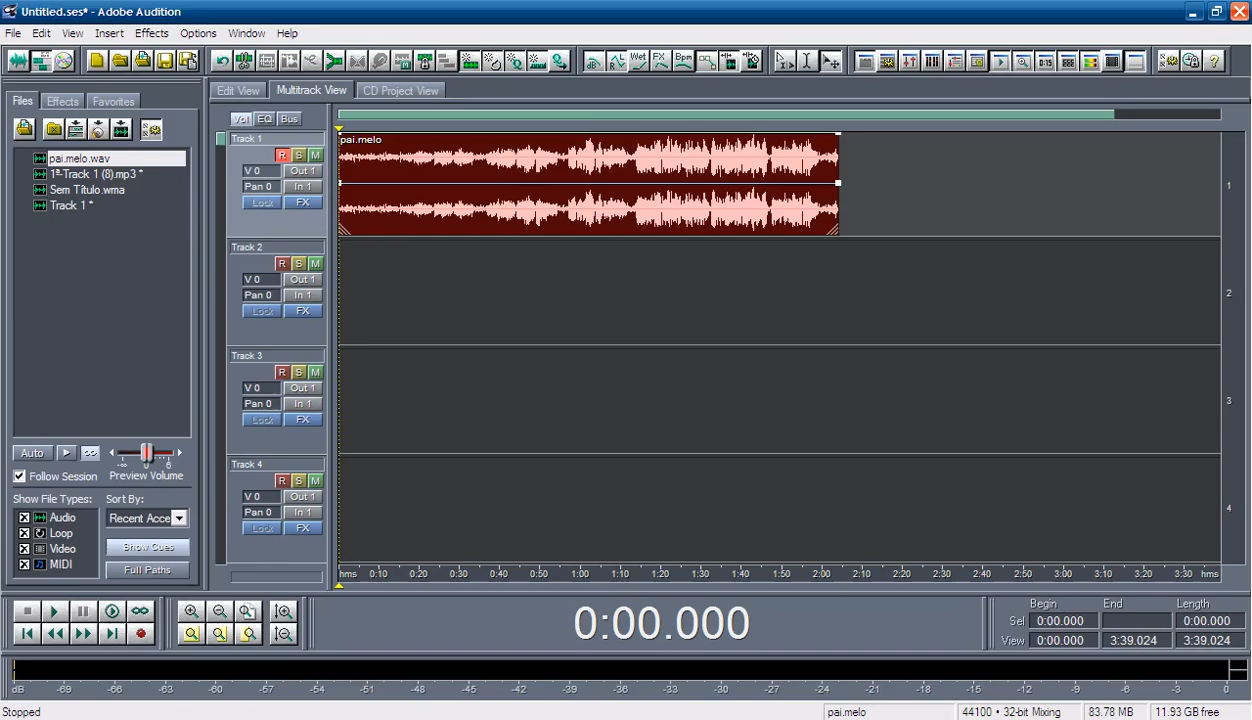 Untitled.ses* - Adobe Audition
File Edit View Insert Effects Options Window Help
Wet FX Bpm 0:15
Files Effects Favorites
Edit View Multitrack View CD Project View
Vol EQ Bus
pai.melo.wav
1ª-Track 1 (8).mp3 *
Sem Título.wma
Track 1 *
Track 1
R S M
V 0 Out 1
Pan 0 In 1
Lock FX
pai.melo
1
Track 2
R S M
V 0 Out 1
Pan 0 In 1
Lock FX
2
Track 3
R S M
V 0 Out 1
Pan 0 In 1
Lock FX
3
Track 4
R S M
V 0 Out 1
Pan 0 In 1
Lock FX
4
Auto
-∞ 0 6
Follow Session Preview Volume
Show File Types: Sort By:
Audio Recent Acce
Loop
Video Show Cues
MIDI Full Paths
hms 0:10 0:20 0:30 0:40 0:50 1:00 1:10 1:20 1:30 1:40 1:50 2:00 2:10 2:20 2:30 2:40 2:50 3:00 3:10 3:20 3:30 hms
0:00.000
Begin End Length
Sel 0:00.000 0:00.000
View 0:00.000 3:39.024 3:39.024
dB -69 -66 -63 -60 -57 -54 -51 -48 -45 -42 -39 -36 -33 -30 -27 -24 -21 -18 -15 -12 -9 -6 -3 0
Stopped pai.melo 44100 • 32-bit Mixing 83.78 MB 11.93 GB free